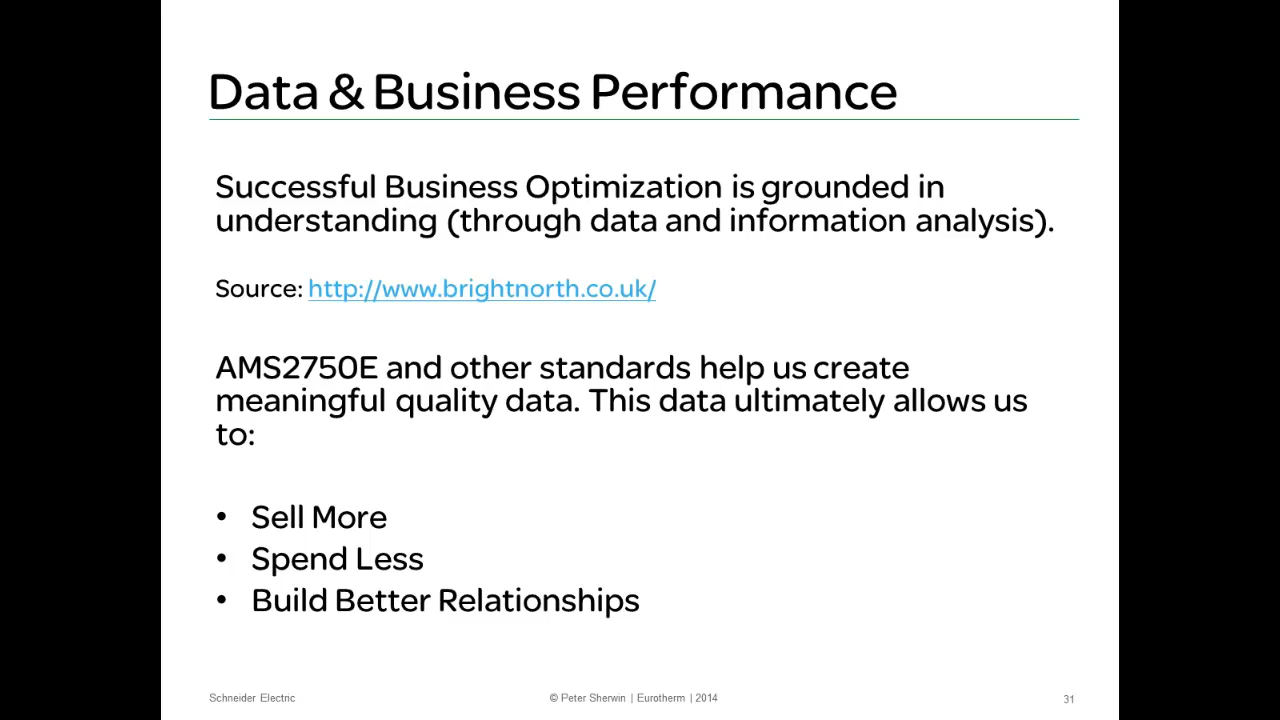 Data & Business Performance
Successful Business Optimization is grounded in
understanding (through data and information analysis).
Source: http://www.brightnorth.co.uk/
AMS2750E and other standards help us create
meaningful quality data. This data ultimately allows us
to:
• Sell More
• Spend Less
• Build Better Relationships
Schneider Electric © Peter Sherwin | Eurotherm | 2014 31